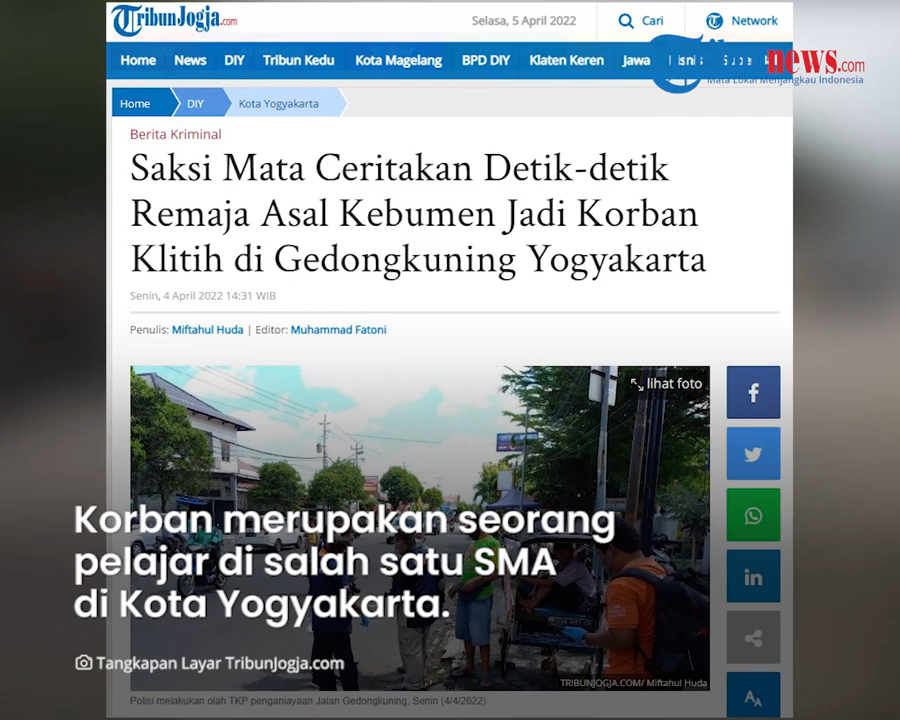 TribunJogja.com
Selasa, 5 April 2022
Cari
Network
Home News DIY Tribun Kedu Kota Magelang BPD DIY Klaten Keren Jawa Bisnis
news.com
Mata Lokal Menjangkau Indonesia
Home DIY Kota Yogyakarta
Berita Kriminal
Saksi Mata Ceritakan Detik-detik
Remaja Asal Kebumen Jadi Korban
Klitih di Gedongkuning Yogyakarta
Senin, 4 April 2022 14:31 WIB
Penulis: Miftahul Huda | Editor: Muhammad Fatoni
lihat foto
Korban merupakan seorang
pelajar di salah satu SMA
di Kota Yogyakarta.
Tangkapan Layar TribunJogja.com
TRIBUNJOGJA.COM/ Miftahul Huda
Polisi melakukan olah TKP penganiayaan Jalan Gedongkuning, Senin (4/4/2022)
AA